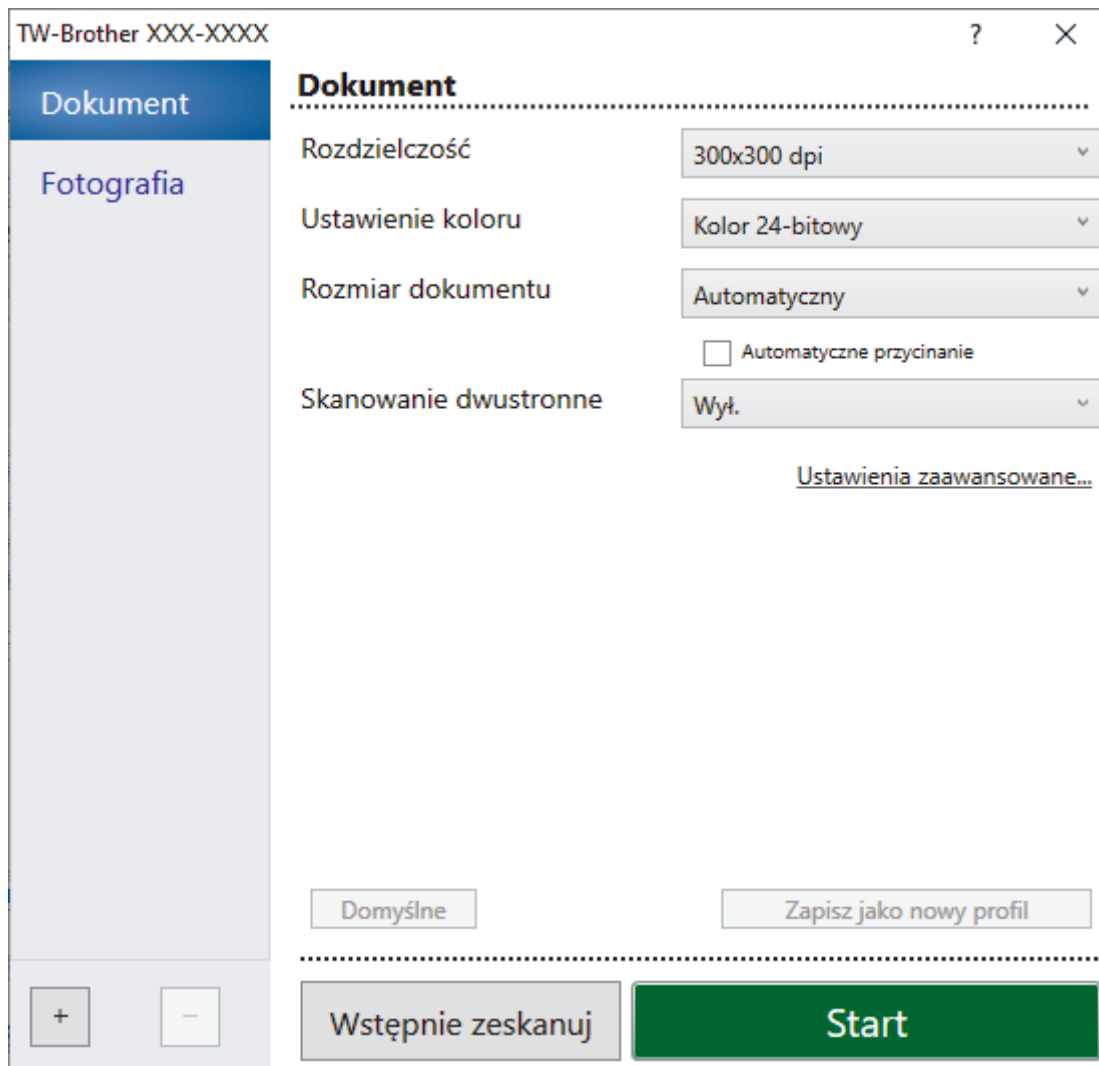 TW-Brother XXX-XXXX
?
Dokument
Fotografia
Dokument
Rozdzielczość
300x300 dpi
Ustawienie koloru
Kolor 24-bitowy
Rozmiar dokumentu
Automatyczny
Automatyczne przycinanie
Skanowanie dwustronne
Wył.
Ustawienia zaawansowane...
Domyślne
Zapisz jako nowy profil
+
−
Wstępnie zeskanuj
Start